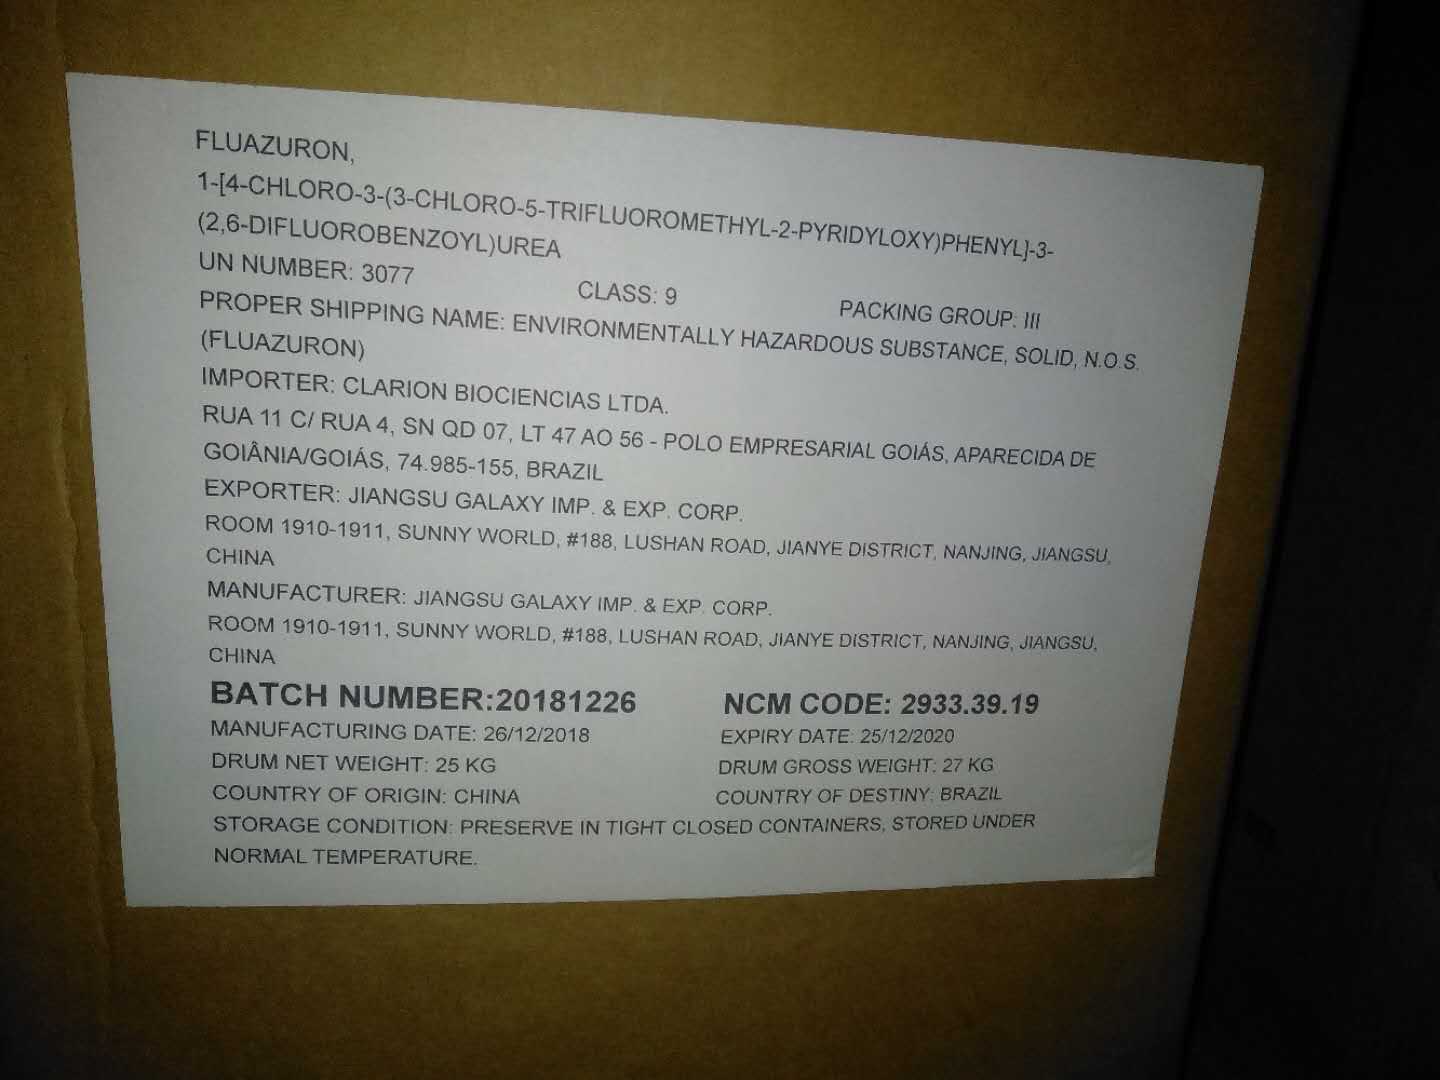 FLUAZURON,
1-[4-CHLORO-3-(3-CHLORO-5-TRIFLUOROMETHYL-2-PYRIDYLOXY)PHENYL]-3-
(2,6-DIFLUOROBENZOYL)UREA
UN NUMBER: 3077 CLASS: 9 PACKING GROUP: III
PROPER SHIPPING NAME: ENVIRONMENTALLY HAZARDOUS SUBSTANCE, SOLID, N.O.S.
(FLUAZURON)
IMPORTER: CLARION BIOCIENCIAS LTDA.
RUA 11 C/ RUA 4, SN QD 07, LT 47 AO 56 - POLO EMPRESARIAL GOIÁS, APARECIDA DE
GOIÂNIA/GOIÁS, 74.985-155, BRAZIL
EXPORTER: JIANGSU GALAXY IMP. & EXP. CORP.
ROOM 1910-1911, SUNNY WORLD, #188, LUSHAN ROAD, JIANYE DISTRICT, NANJING, JIANGSU,
CHINA
MANUFACTURER: JIANGSU GALAXY IMP. & EXP. CORP.
ROOM 1910-1911, SUNNY WORLD, #188, LUSHAN ROAD, JIANYE DISTRICT, NANJING, JIANGSU,
CHINA
BATCH NUMBER:20181226 NCM CODE: 2933.39.19
MANUFACTURING DATE: 26/12/2018 EXPIRY DATE: 25/12/2020
DRUM NET WEIGHT: 25 KG DRUM GROSS WEIGHT: 27 KG
COUNTRY OF ORIGIN: CHINA COUNTRY OF DESTINY: BRAZIL
STORAGE CONDITION: PRESERVE IN TIGHT CLOSED CONTAINERS, STORED UNDER
NORMAL TEMPERATURE.